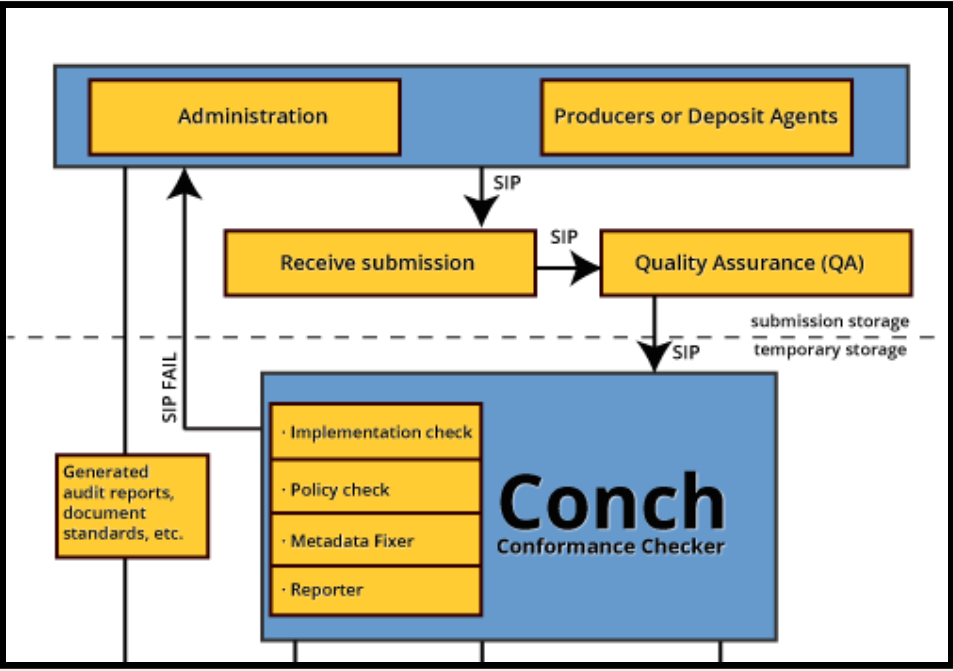 Administration
Producers or Deposit Agents
SIP
SIP
Receive submission
Quality Assurance (QA)
submission storage
temporary storage
SIP
SIP FAIL
· Implementation check
· Policy check
· Metadata Fixer
· Reporter
Conch
Conformance Checker
Generated
audit reports,
document
standards, etc.